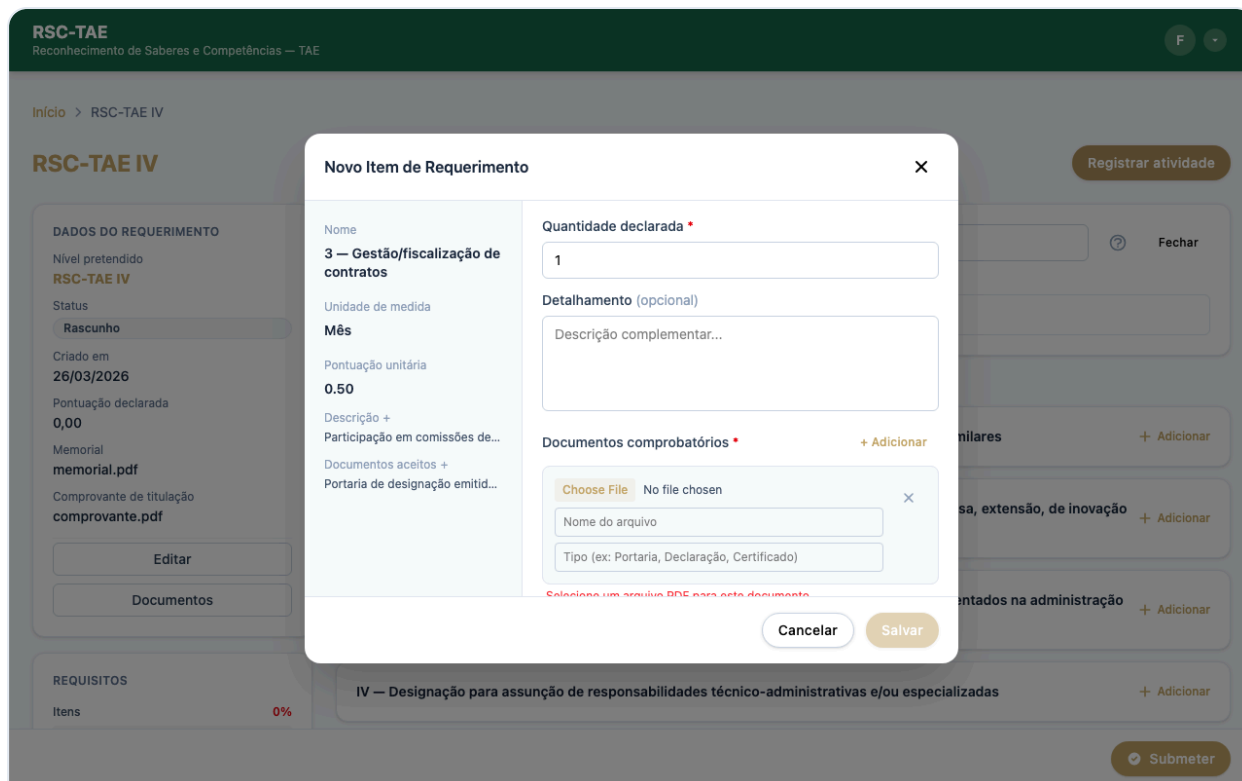 RSC-TAE
Reconhecimento de Saberes e Competências — TAE
F
Início > RSC-TAE IV
RSC-TAE IV
Registrar atividade
DADOS DO REQUERIMENTO
Nível pretendido
RSC-TAE IV
Status
Rascunho
Criado em
26/03/2026
Pontuação declarada
0,00
Memorial
memorial.pdf
Comprovante de titulação
comprovante.pdf
Editar
Documentos
REQUISITOS
Itens 0%
Novo Item de Requerimento
Nome
3 — Gestão/fiscalização de
contratos
Unidade de medida
Mês
Pontuação unitária
0.50
Descrição +
Participação em comissões de...
Documentos aceitos +
Portaria de designação emitid...
Quantidade declarada *
1
Detalhamento (opcional)
Descrição complementar...
Documentos comprobatórios *
+ Adicionar
Choose File No file chosen
Nome do arquivo
Tipo (ex: Portaria, Declaração, Certificado)
Selecione um arquivo PDF para este documento
Cancelar
Salvar
Fechar
milares
+ Adicionar
sa, extensão, de inovação
+ Adicionar
entados na administração
+ Adicionar
IV — Designação para assunção de responsabilidades técnico-administrativas e/ou especializadas
+ Adicionar
Submeter